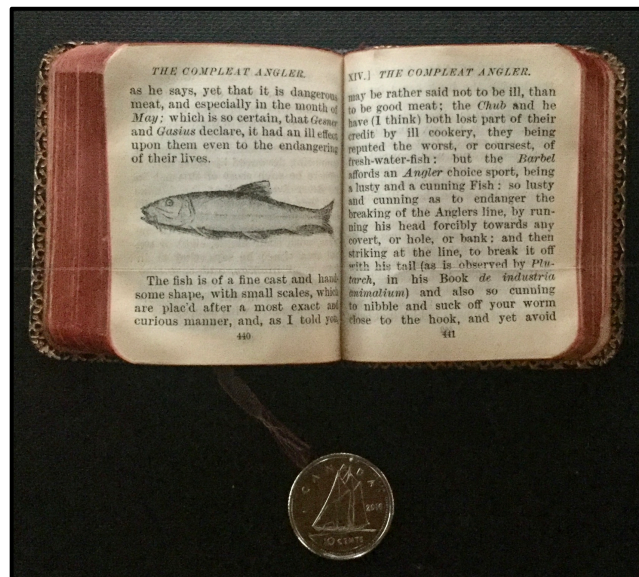 THE COMPLEAT ANGLER.
as he says, yet that it is dangerous
meat, and especially in the month of
May; which is so certain, that Gesner
and Gasius declare, it had an ill effect
upon them even to the endangering
of their lives.
The fish is of a fine cast and hand-
some shape, with small scales, which
are plac'd after a most exact and
curious manner, and, as I told you,
440
XIV.] THE COMPLEAT ANGLER.
may be rather said not to be ill, than
to be good meat; the Chub and he
have (I think) both lost part of their
credit by ill cookery, they being
reputed the worst, or coursest, of
fresh-water-fish; but the Barbel
affords an Angler choice sport, being
a lusty and a cunning Fish: so lusty
and cunning as to endanger the
breaking of the Anglers line, by run-
ning his head forcibly towards any
covert, or hole, or bank; and then
striking at the line, to break it off
with his tail (as is observed by Plu-
tarch, in his Book de industria
animalium) and also so cunning
to nibble and suck off your worm
close to the hook, and yet avoid
441
CANADA
10 CENTS